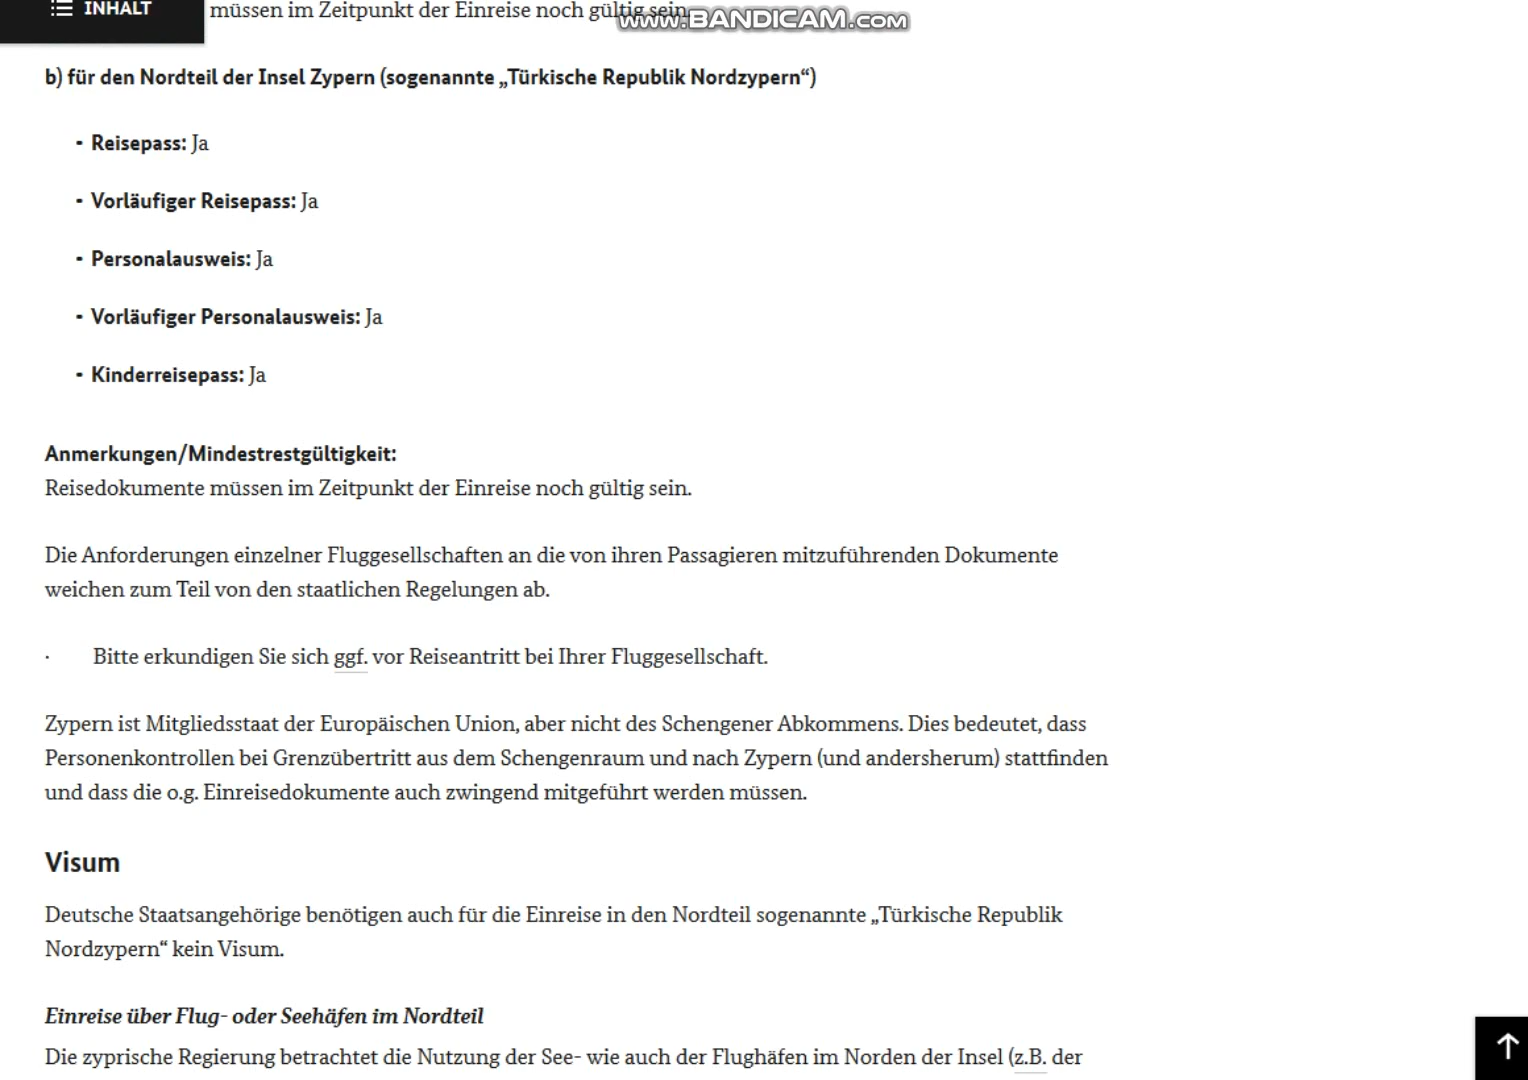 INHALT
müssen im Zeitpunkt der Einreise noch gültig sein.
www.BANDICAM.com
b) für den Nordteil der Insel Zypern (sogenannte „Türkische Republik Nordzypern“)
- Reisepass: Ja
- Vorläufiger Reisepass: Ja
- Personalausweis: Ja
- Vorläufiger Personalausweis: Ja
- Kinderreisepass: Ja
Anmerkungen/Mindestrestgültigkeit:
Reisedokumente müssen im Zeitpunkt der Einreise noch gültig sein.
Die Anforderungen einzelner Fluggesellschaften an die von ihren Passagieren mitzuführenden Dokumente
weichen zum Teil von den staatlichen Regelungen ab.
· Bitte erkundigen Sie sich ggf. vor Reiseantritt bei Ihrer Fluggesellschaft.
Zypern ist Mitgliedsstaat der Europäischen Union, aber nicht des Schengener Abkommens. Dies bedeutet, dass
Personenkontrollen bei Grenzübertritt aus dem Schengenraum und nach Zypern (und andersherum) stattfinden
und dass die o.g. Einreisedokumente auch zwingend mitgeführt werden müssen.
Visum
Deutsche Staatsangehörige benötigen auch für die Einreise in den Nordteil sogenannte „Türkische Republik
Nordzypern“ kein Visum.
Einreise über Flug- oder Seehäfen im Nordteil
Die zyprische Regierung betrachtet die Nutzung der See- wie auch der Flughäfen im Norden der Insel (z.B. der